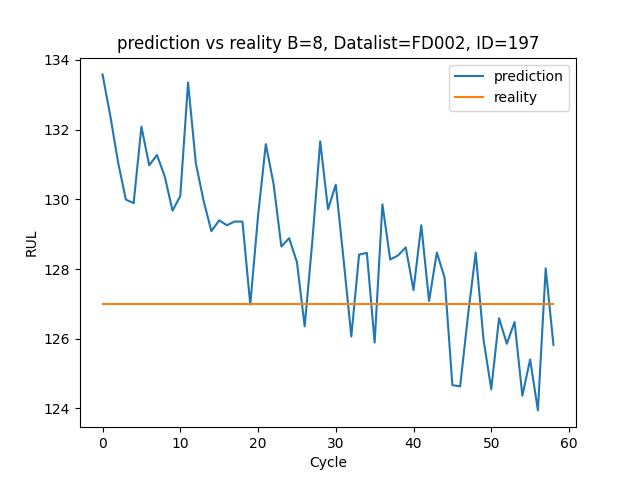 prediction vs reality B=8, Datalist=FD002, ID=197
prediction
reality
RUL
134
132
130
128
126
124
0 10 20 30 40 50 60
Cycle